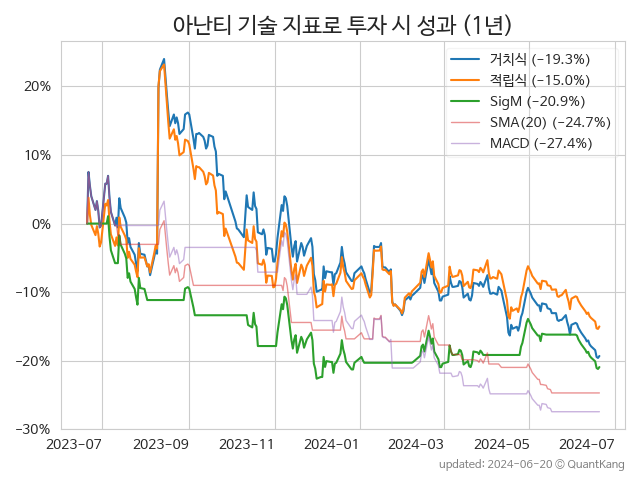 아난티 기술 지표로 투자 시 성과 (1년)
거치식 (−19.3%)
적립식 (−15.0%)
SigM (−20.9%)
SMA(20) (−24.7%)
MACD (−27.4%)
20%
10%
0%
−10%
−20%
−30%
2023-07 2023-09 2023-11 2024-01 2024-03 2024-05 2024-07
updated: 2024-06-20 © QuantKang